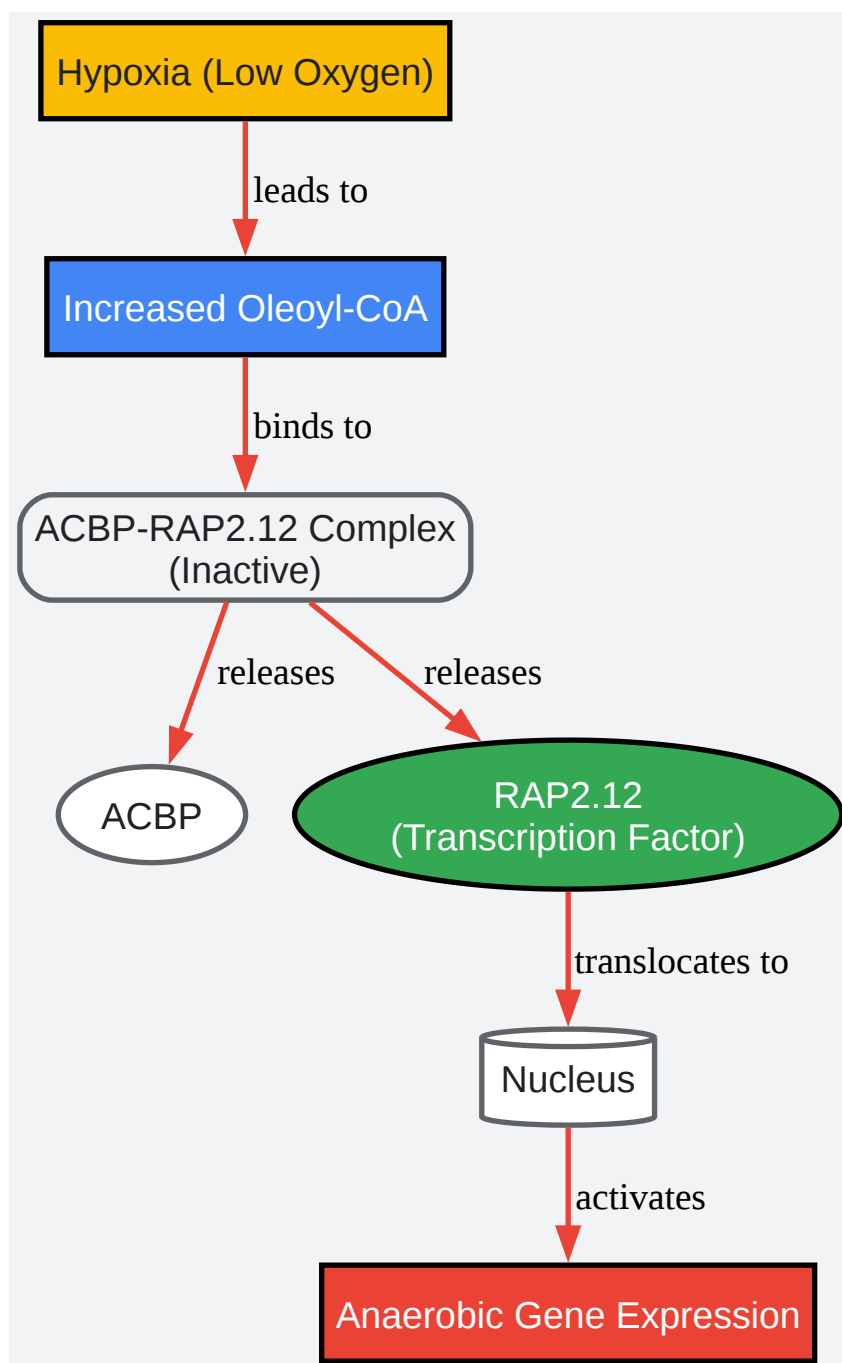 Hypoxia (Low Oxygen)
leads to
Increased Oleoyl-CoA
binds to
ACBP-RAP2.12 Complex
(Inactive)
releases
releases
ACBP
RAP2.12
(Transcription Factor)
translocates to
Nucleus
activates
Anaerobic Gene Expression